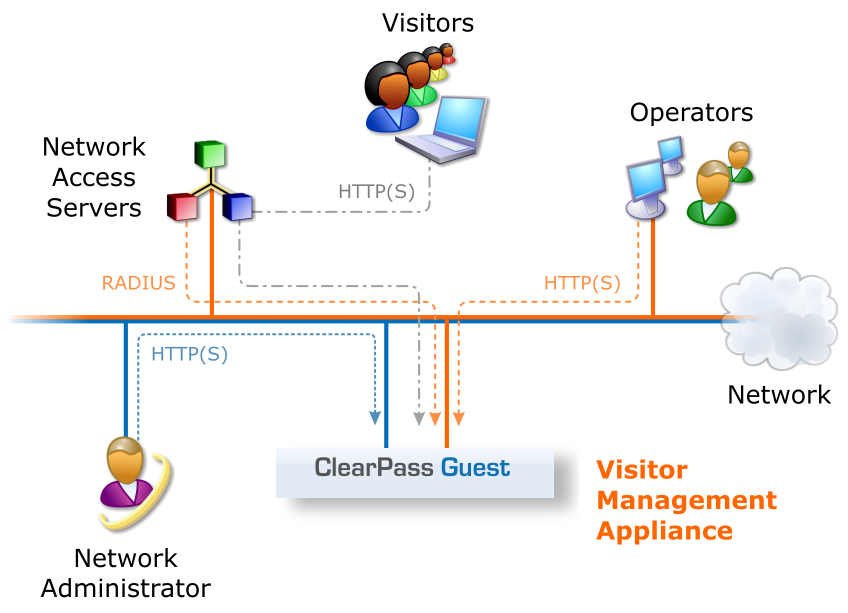 Visitors
Operators
Network
Access
Servers
HTTP(S)
RADIUS
HTTP(S)
HTTP(S)
Network
ClearPass Guest
Visitor
Management
Appliance
Network
Administrator